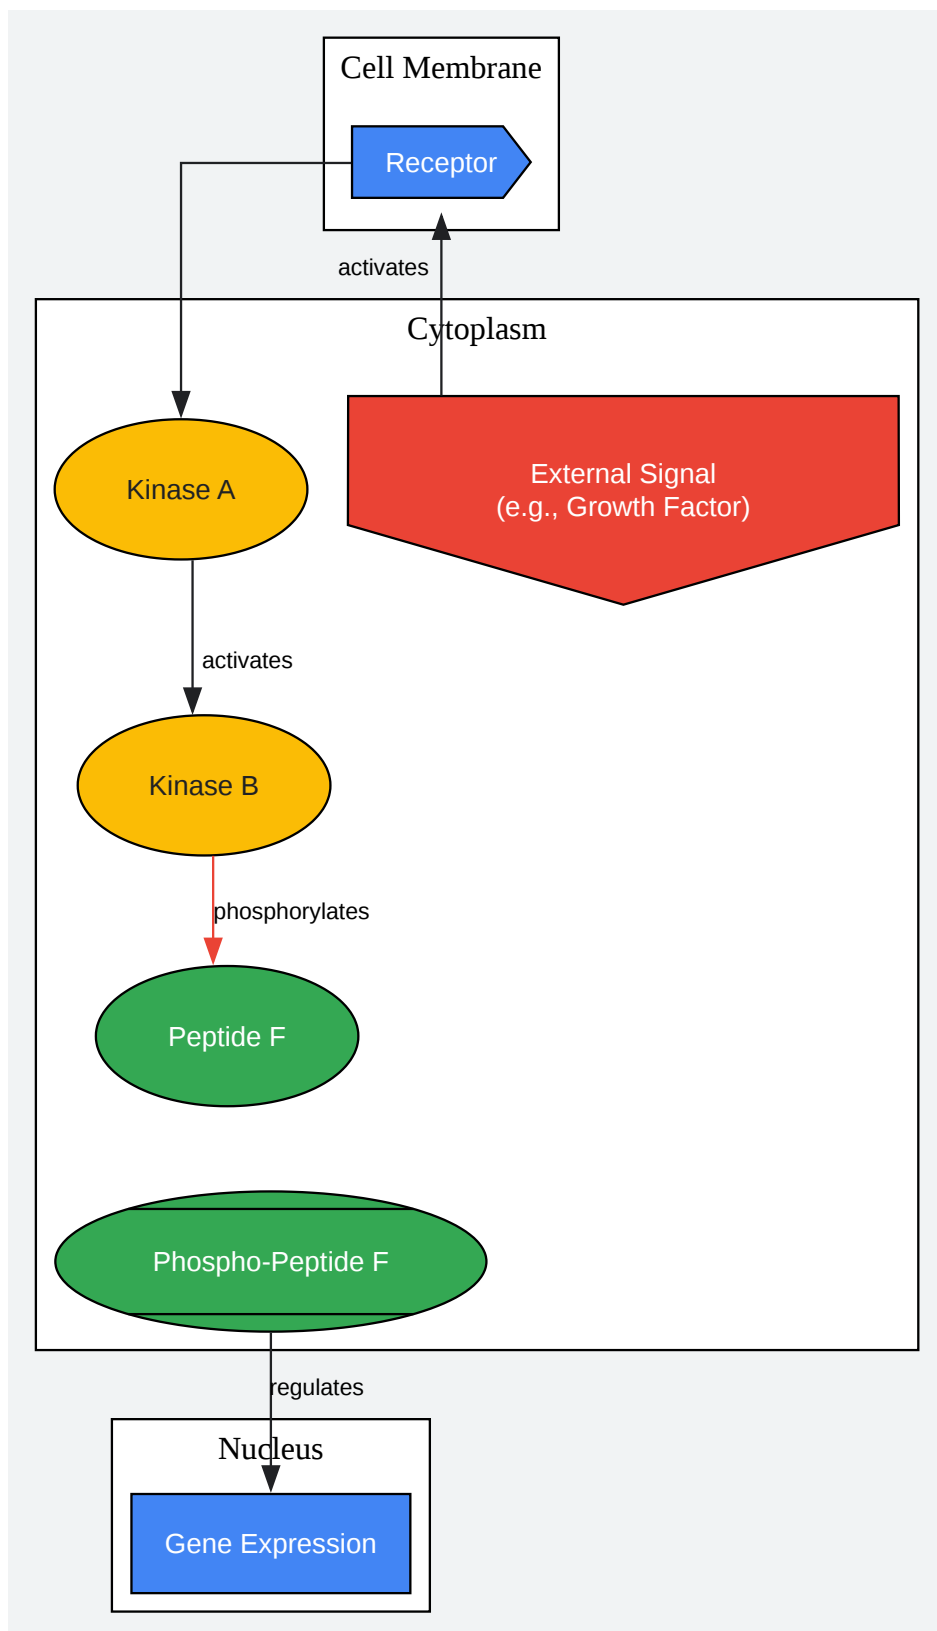 Cell Membrane
Receptor
activates
Cytoplasm
Kinase A
External Signal
(e.g., Growth Factor)
activates
Kinase B
phosphorylates
Peptide F
Phospho-Peptide F
regulates
Nucleus
Gene Expression